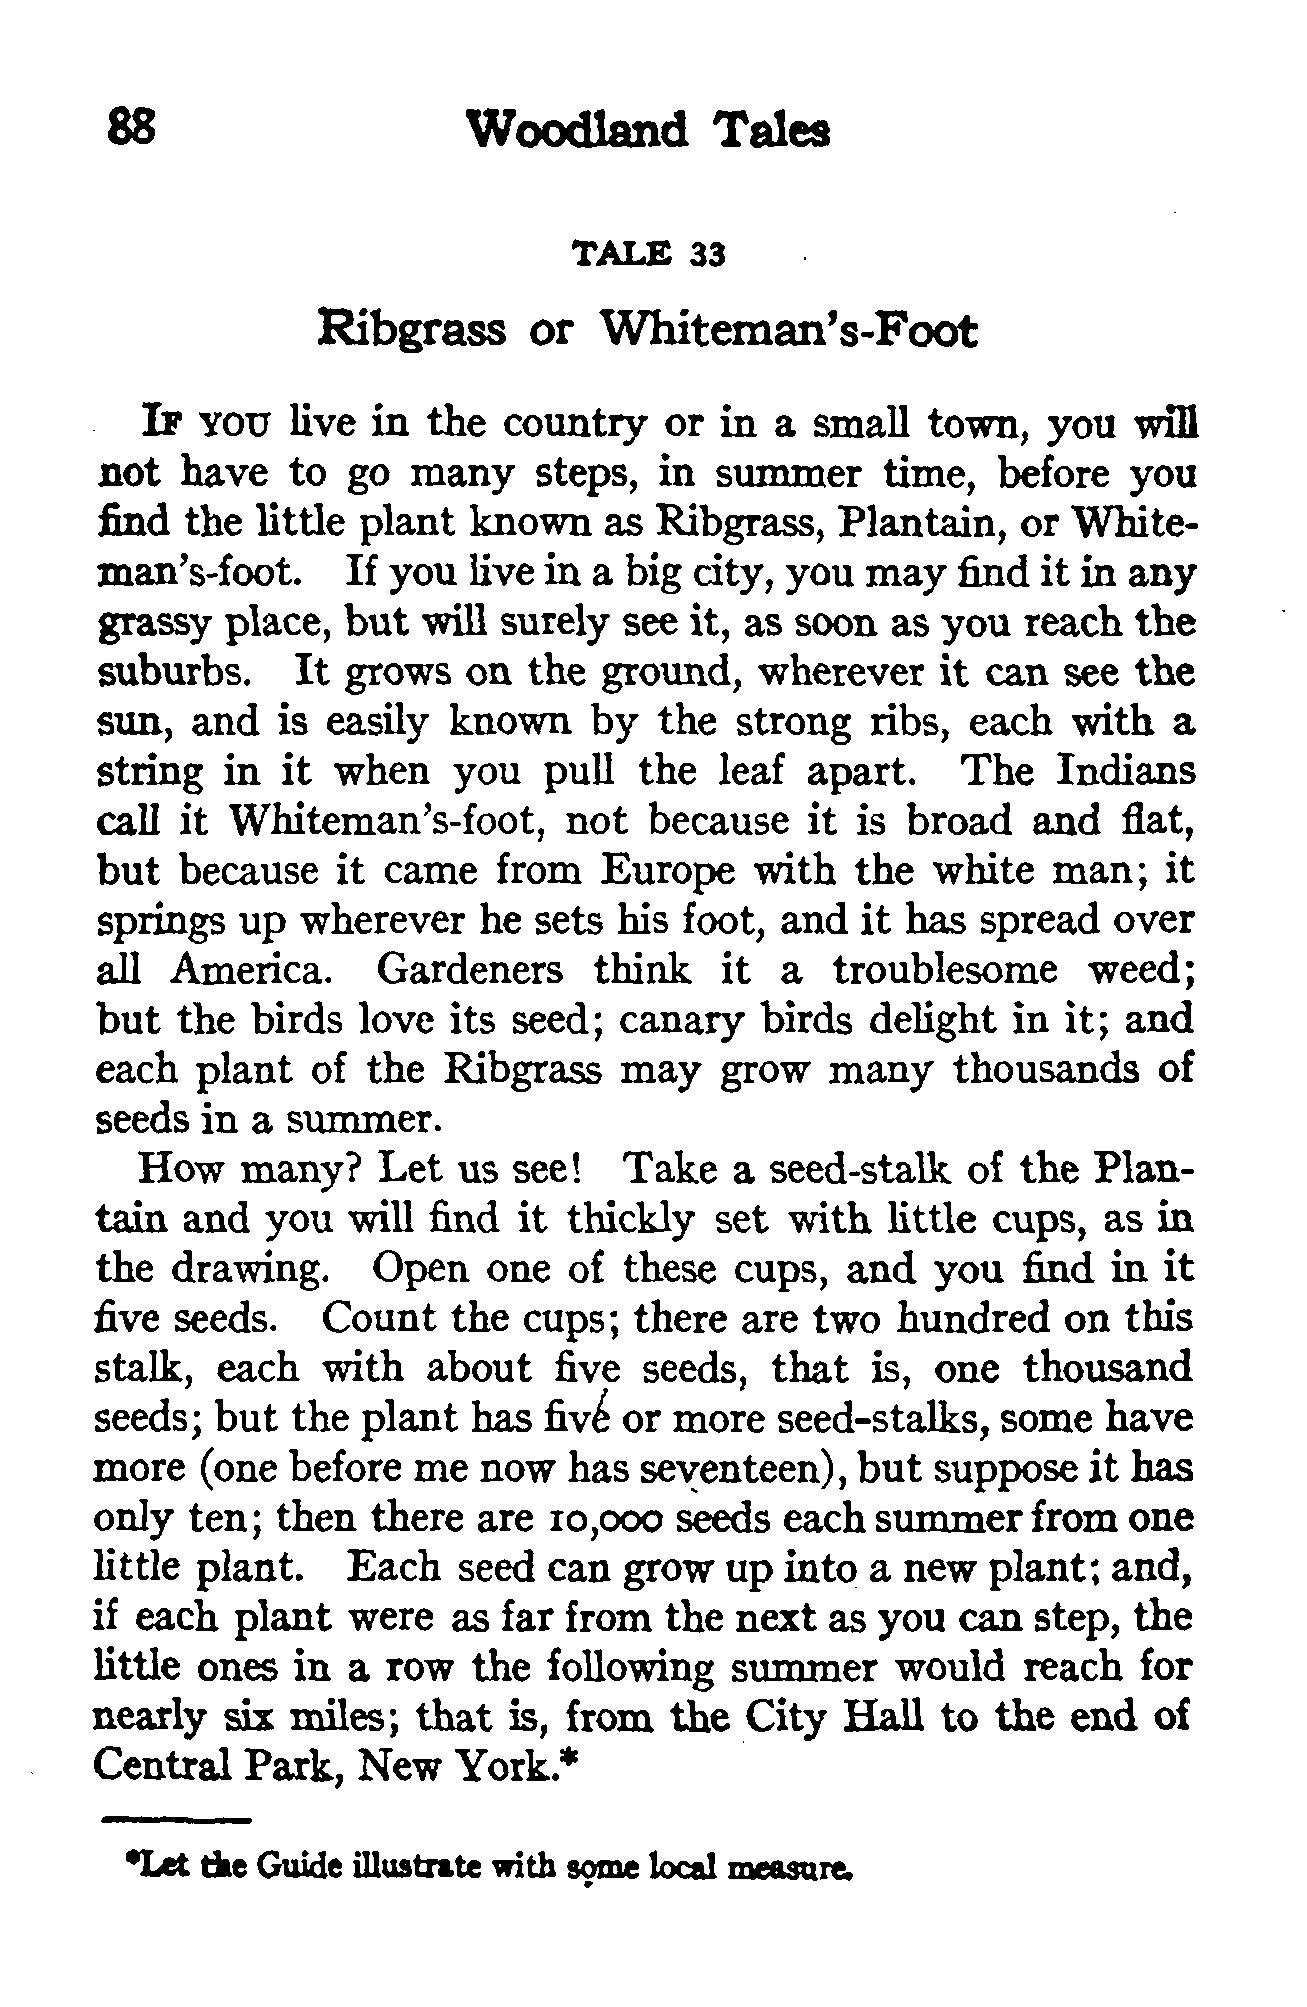 88 Woodland Tales
TALE 33
Ribgrass or Whiteman's-Foot
IF YOU live in the country or in a small town, you will
not have to go many steps, in summer time, before you
find the little plant known as Ribgrass, Plantain, or White-
man's-foot. If you live in a big city, you may find it in any
grassy place, but will surely see it, as soon as you reach the
suburbs. It grows on the ground, wherever it can see the
sun, and is easily known by the strong ribs, each with a
string in it when you pull the leaf apart. The Indians
call it Whiteman's-foot, not because it is broad and flat,
but because it came from Europe with the white man; it
springs up wherever he sets his foot, and it has spread over
all America. Gardeners think it a troublesome weed;
but the birds love its seed; canary birds delight in it; and
each plant of the Ribgrass may grow many thousands of
seeds in a summer.
How many? Let us see! Take a seed-stalk of the Plan-
tain and you will find it thickly set with little cups, as in
the drawing. Open one of these cups, and you find in it
five seeds. Count the cups; there are two hundred on this
stalk, each with about five seeds, that is, one thousand
seeds; but the plant has five or more seed-stalks, some have
more (one before me now has seventeen), but suppose it has
only ten; then there are 10,000 seeds each summer from one
little plant. Each seed can grow up into a new plant; and,
if each plant were as far from the next as you can step, the
little ones in a row the following summer would reach for
nearly six miles; that is, from the City Hall to the end of
Central Park, New York.*
*Let the Guide illustrate with some local measure.